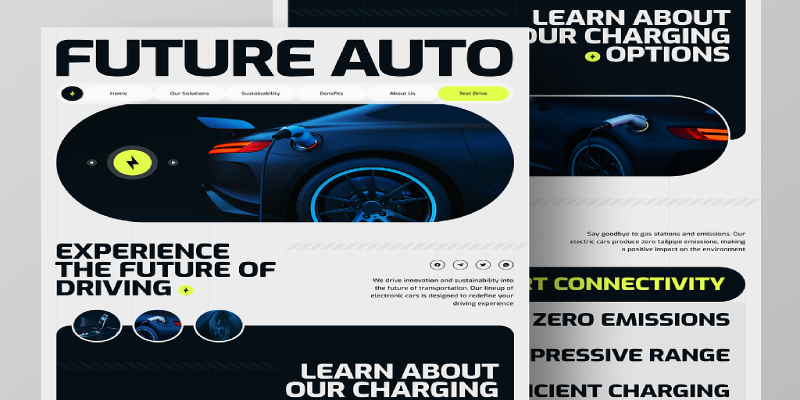 FUTURE AUTO
Home
Our Solutions
Sustainability
Benefits
About Us
Test Drive
EXPERIENCE
THE FUTURE OF
DRIVING
We drive innovation and sustainability into
the future of transportation. Our lineup of
electronic cars is designed to redefine your
driving experience
LEARN ABOUT
OUR CHARGING
LEARN ABOUT
OUR CHARGING
OPTIONS
Say goodbye to gas stations and emissions. Our
electric cars produce zero tailpipe emissions, making
a positive impact on the environment
RT CONNECTIVITY
ZERO EMISSIONS
PRESSIVE RANGE
ICIENT CHARGING